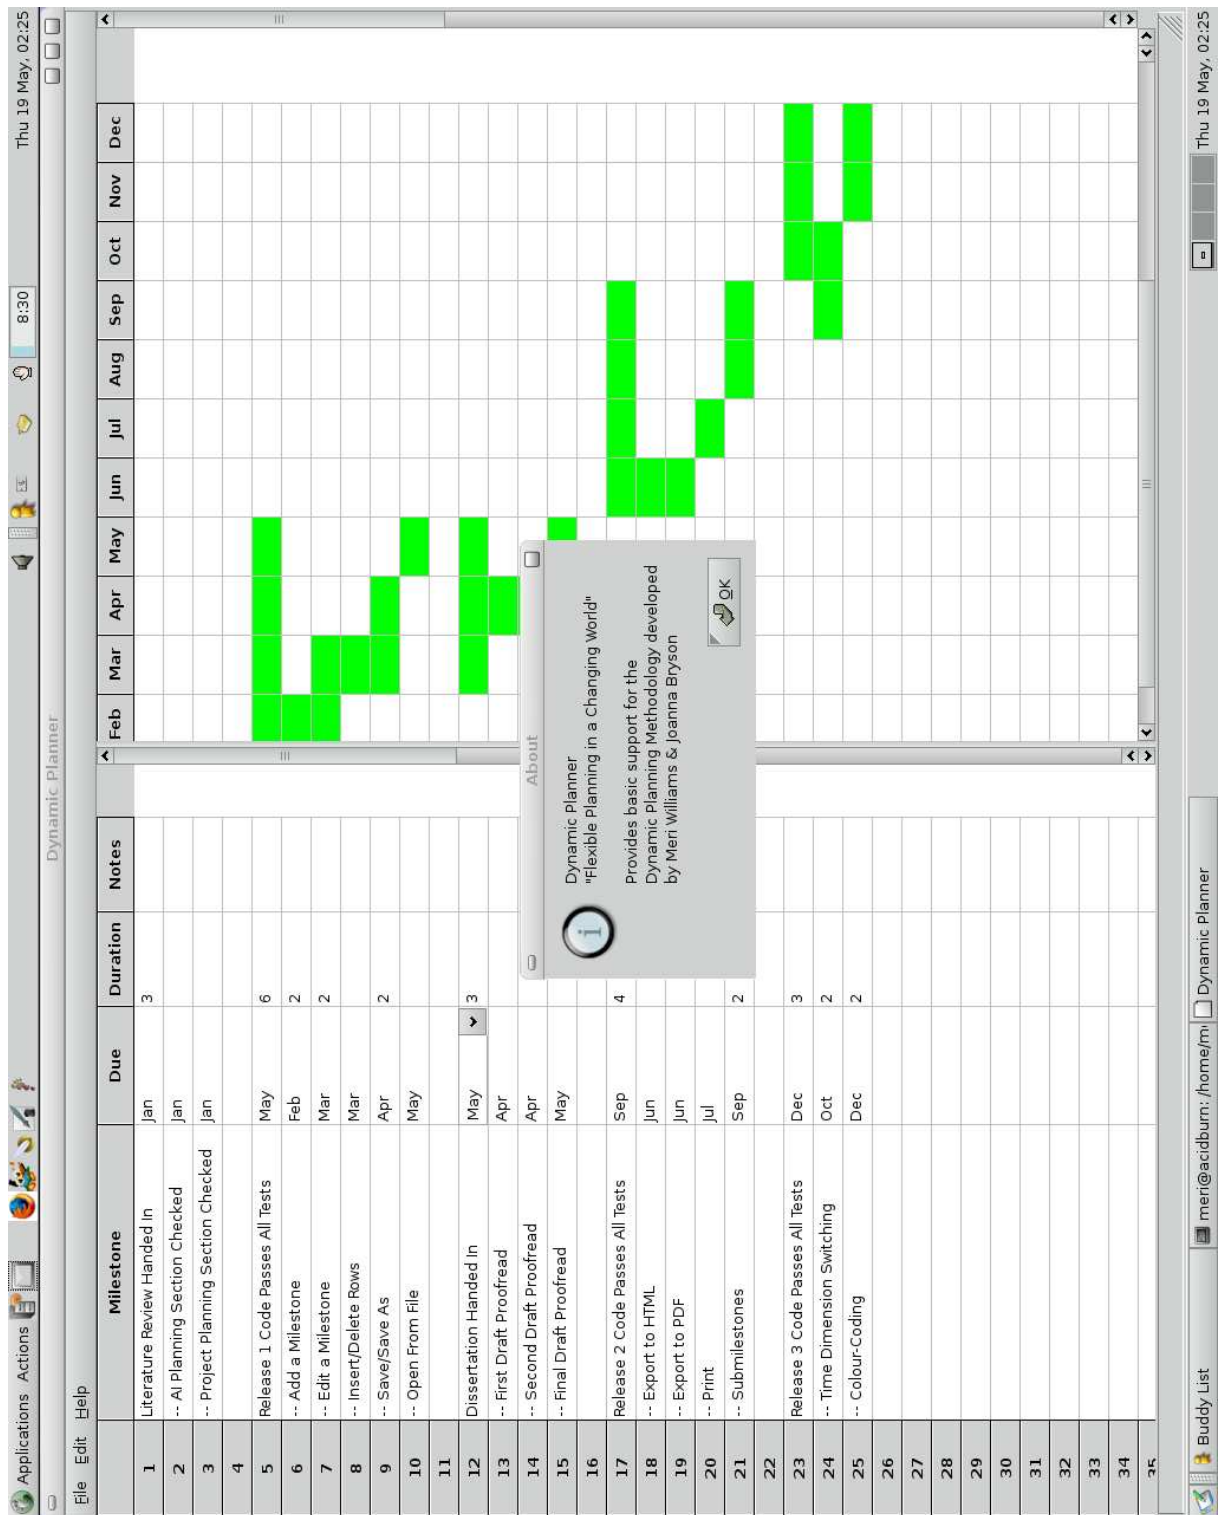 Applications Actions
8:30
Thu 19 May, 02:25
Dynamic Planner
File Edit Help
Milestone Due Duration Notes Feb Mar Apr May Jun Jul Aug Sep Oct Nov Dec
1 Literature Review Handed In Jan 3
2 -- AI Planning Section Checked Jan
3 -- Project Planning Section Checked Jan
4
5 Release 1 Code Passes All Tests May 6
6 -- Add a Milestone Feb 2
7 -- Edit a Milestone Mar 2
8 -- Insert/Delete Rows Mar
9 -- Save/Save As Apr 2
10 -- Open From File May
11
12 Dissertation Handed In May 3
13 -- First Draft Proofread Apr
14 -- Second Draft Proofread Apr
15 -- Final Draft Proofread May
16
17 Release 2 Code Passes All Tests Sep 4
18 -- Export to HTML Jun
19 -- Export to PDF Jun
20 -- Print Jul
21 -- Submilestones Sep 2
22
23 Release 3 Code Passes All Tests Dec 3
24 -- Time Dimension Switching Oct 2
25 -- Colour-Coding Dec 2
26
27
28
29
30
31
32
33
34
35
About
Dynamic Planner
"Flexible Planning in a Changing World"
Provides basic support for the
Dynamic Planning Methodology developed
by Meri Williams & Joanna Bryson
OK
Buddy List
meri@acidburn: /home/m
Dynamic Planner
Thu 19 May, 02:25